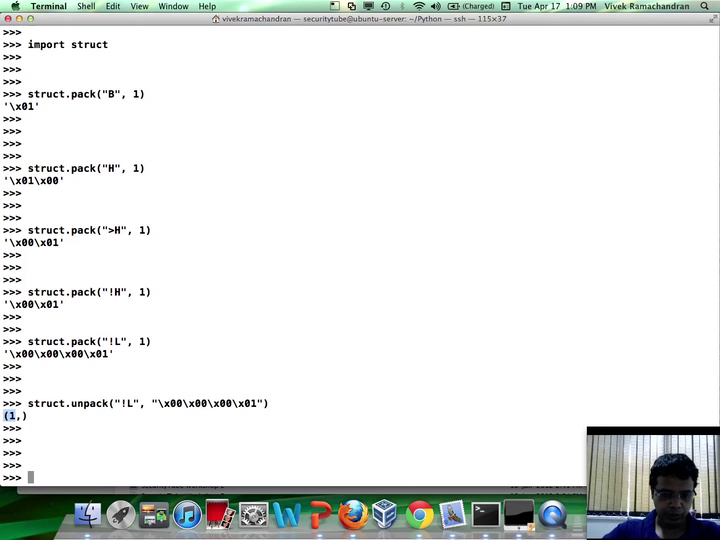 Terminal Shell Edit View Window Help (Charged) Tue Apr 17 1:09 PM Vivek Ramachandran
vivekramachandran — securitytube@ubuntu-server: ~/Python — ssh — 115×37
>>>
>>> import struct
>>>
>>>
>>>
>>> struct.pack("B", 1)
'\x01'
>>>
>>>
>>>
>>>
>>> struct.pack("H", 1)
'\x01\x00'
>>>
>>>
>>>
>>> struct.pack(">H", 1)
'\x00\x01'
>>>
>>>
>>>
>>> struct.pack("!H", 1)
'\x00\x01'
>>>
>>>
>>> struct.pack("!L", 1)
'\x00\x00\x00\x01'
>>>
>>>
>>>
>>> struct.unpack("!L", "\x00\x00\x00\x01")
(1,)
>>>
>>>
>>>
>>>
>>>